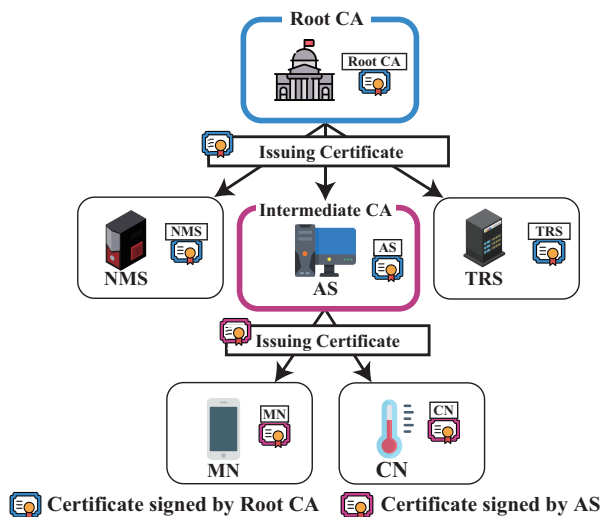 Root CA
Root CA
Issuing Certificate
NMS
NMS
Intermediate CA
AS
AS
TRS
TRS
Issuing Certificate
MN
MN
CN
CN
Certificate signed by Root CA
Certificate signed by AS